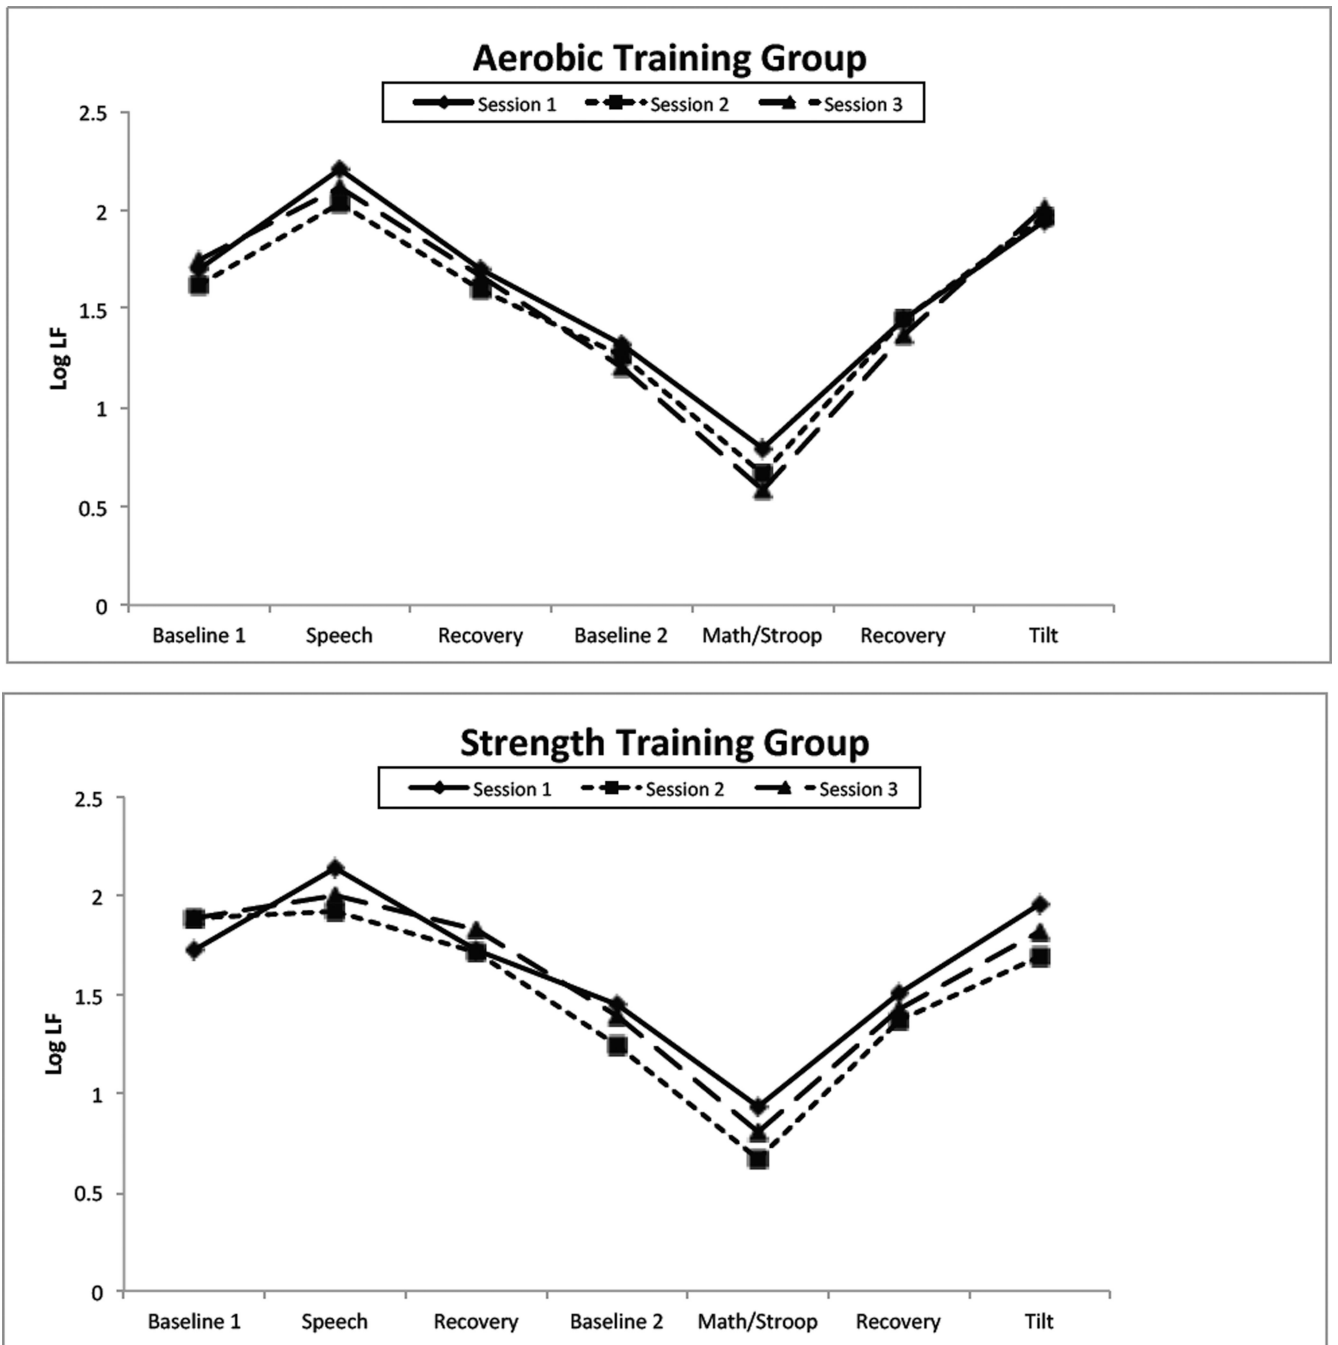 Aerobic Training Group
Session 1 Session 2 Session 3
2.5
2
1.5
1
0.5
0
Log LF
Baseline 1 Speech Recovery Baseline 2 Math/Stroop Recovery Tilt
Strength Training Group
Session 1 Session 2 Session 3
2.5
2
1.5
1
0.5
0
Log LF
Baseline 1 Speech Recovery Baseline 2 Math/Stroop Recovery Tilt